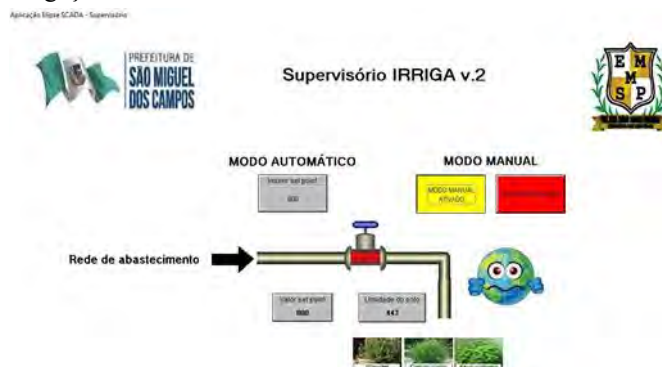 Aplicação Elipse SCADA - Supervisório
PREFEITURA DE
SÃO MIGUEL
DOS CAMPOS
Supervisório IRRIGA v.2
E M
M S P
MODO AUTOMÁTICO
MODO MANUAL
set point
MODO MANUAL
ATIVADO
Rede de abastecimento
Valor set point
Umidade do solo